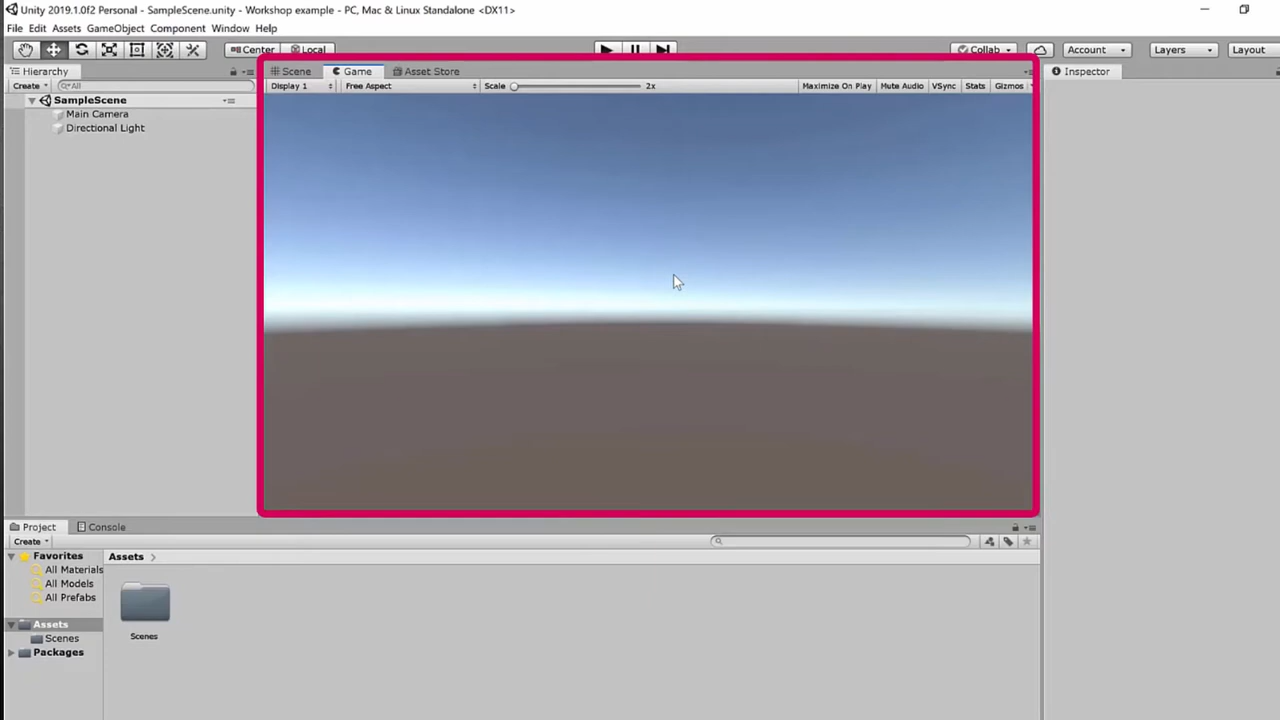 Unity 2019.1.0f2 Personal - SampleScene.unity - Workshop example - PC, Mac & Linux Standalone <DX11>
File Edit Assets GameObject Component Window Help
Center Local Collab Account Layers Layout
Hierarchy Scene Game Asset Store Inspector
Create All Display 1 Free Aspect Scale 2x Maximize On Play Mute Audio VSync Stats Gizmos
SampleScene
Main Camera
Directional Light
Project Console
Create
Favorites Assets
All Materials
All Models
All Prefabs
Assets
Scenes
Packages
Scenes